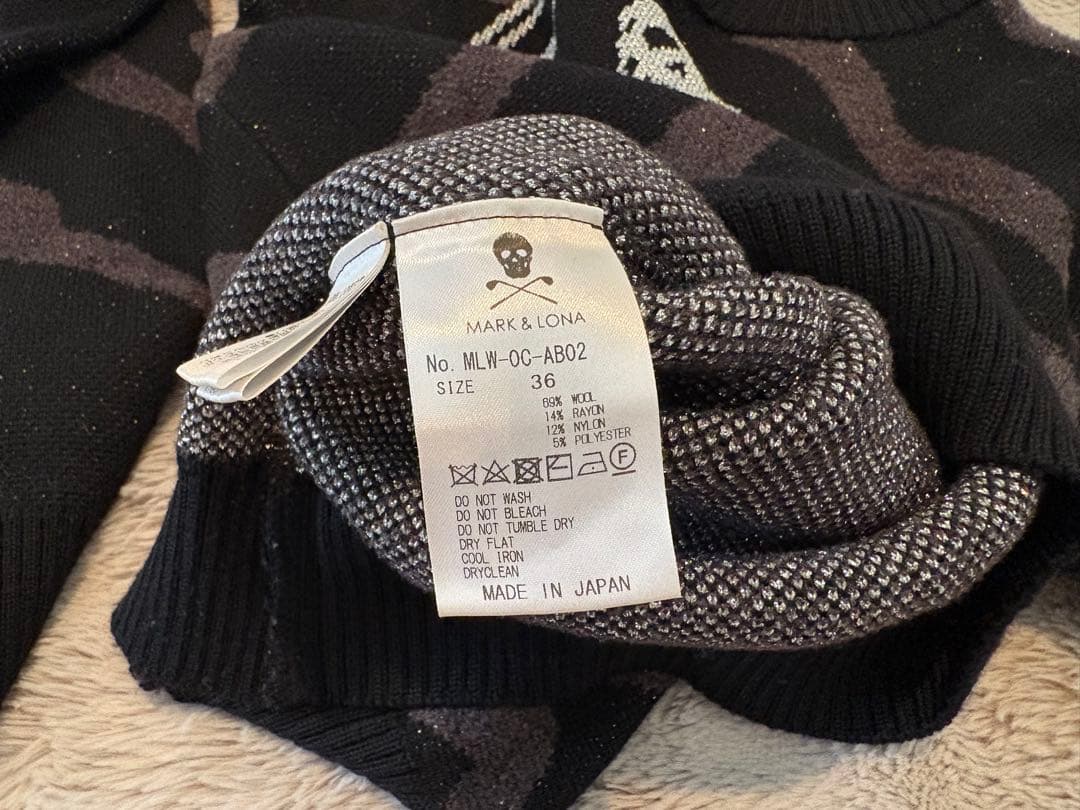 MARK & LONA
No. MLW-OC-AB02
SIZE 36
69% WOOL
14% RAYON
12% NYLON
5% POLYESTER
F
DO NOT WASH
DO NOT BLEACH
DO NOT TUMBLE DRY
DRY FLAT
COOL IRON
DRYCLEAN
MADE IN JAPAN